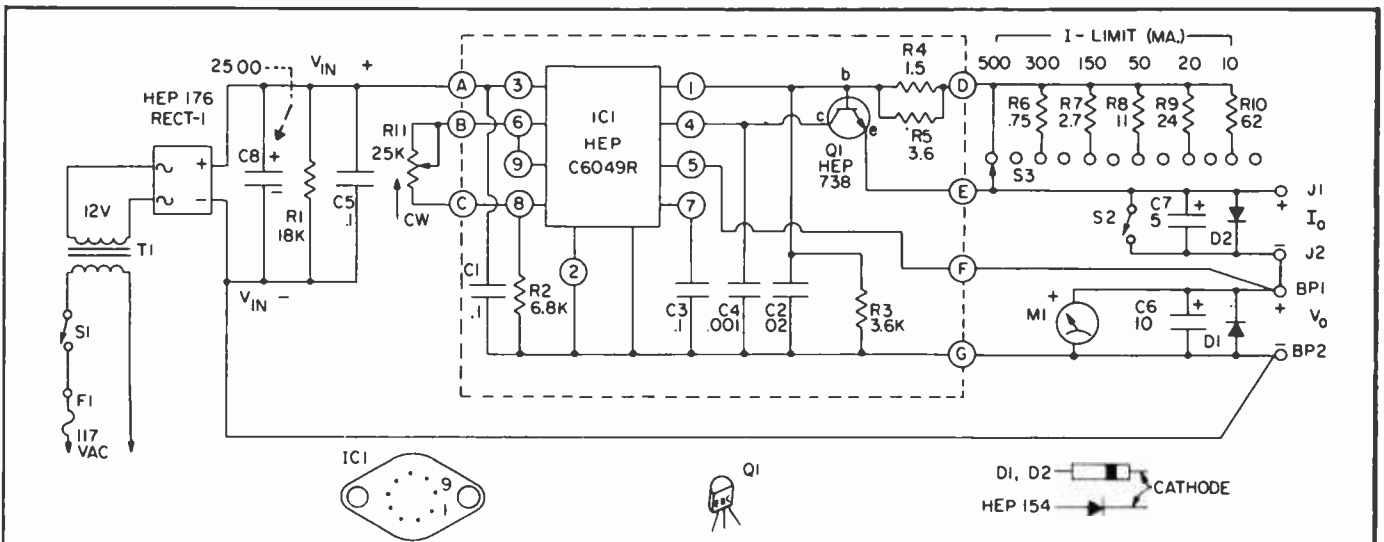 I - LIMIT (MA.)
500 300 150 50 20 10
2500
V IN +
HEP 176
RECT-1
+
-
12V
T1
S1
F1
117
VAC
C8
+
-
R1
18K
C5
.1
V IN -
A
B
C
R11
25K
CW
C1
.1
3
6
9
8
2
R2
6.8K
IC1
HEP
C6049R
1
4
5
7
C3
.1
C4
.001
C2
.02
R3
3.6K
b
c
e
Q1
HEP
738
R4
1.5
R5
3.6
D
E
F
G
R6
.75
R7
2.7
R8
11
R9
24
R10
62
S3
S2
C7
5
+
D2
J1
+
I o
-
J2
BP1
+
V o
-
BP2
+
M1
C6
10
+
D1
IC1
9
1
Q1
E B C
D1, D2
HEP 154
CATHODE